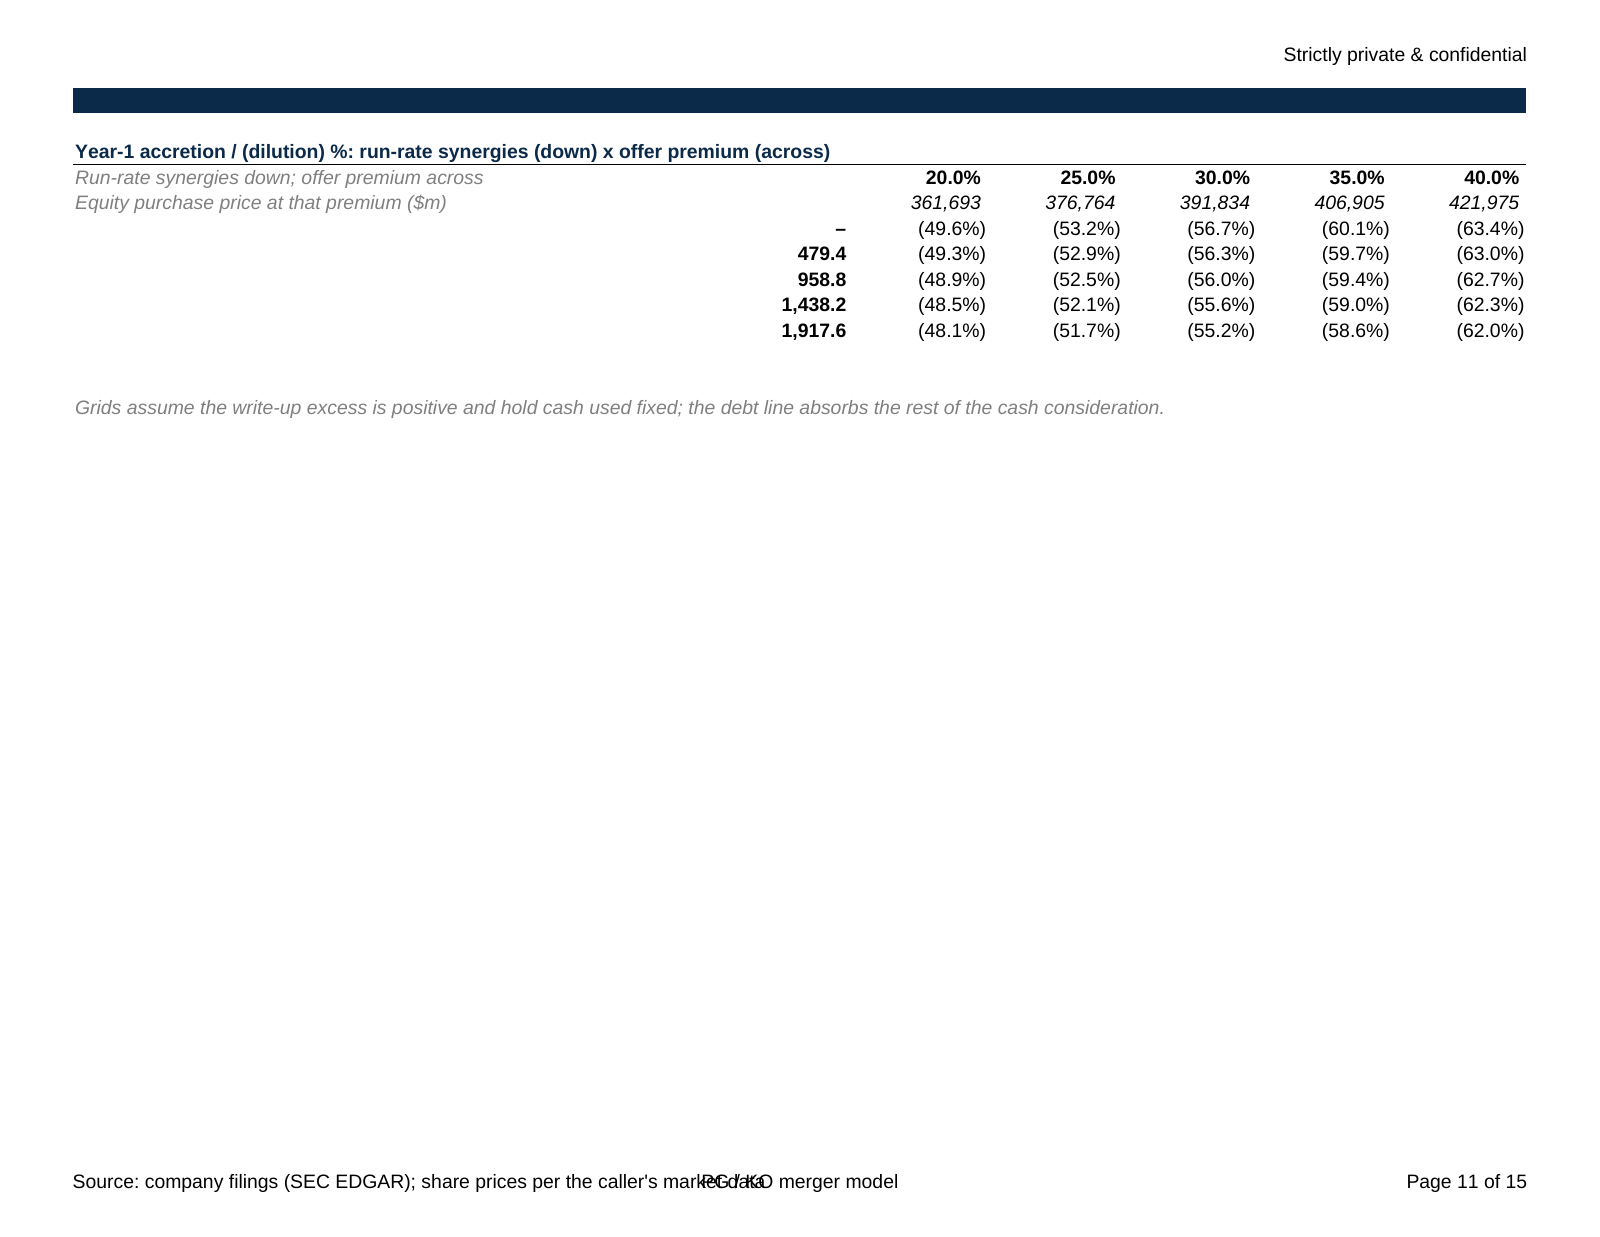 Strictly private & confidential
Year-1 accretion / (dilution) %: run-rate synergies (down) x offer premium (across)
Run-rate synergies down; offer premium across 20.0% 25.0% 30.0% 35.0% 40.0%
Equity purchase price at that premium ($m) 361,693 376,764 391,834 406,905 421,975
– (49.6%) (53.2%) (56.7%) (60.1%) (63.4%)
479.4 (49.3%) (52.9%) (56.3%) (59.7%) (63.0%)
958.8 (48.9%) (52.5%) (56.0%) (59.4%) (62.7%)
1,438.2 (48.5%) (52.1%) (55.6%) (59.0%) (62.3%)
1,917.6 (48.1%) (51.7%) (55.2%) (58.6%) (62.0%)
Grids assume the write-up excess is positive and hold cash used fixed; the debt line absorbs the rest of the cash consideration.
Source: company filings (SEC EDGAR); share prices per the caller's market data PG / KO merger model Page 11 of 15